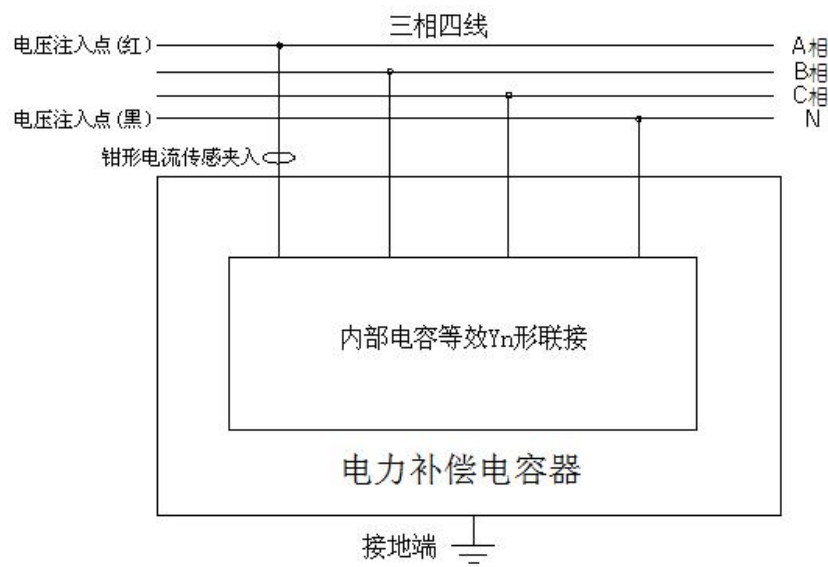 三相四线
电压注入点(红)
A相
B相
C相
电压注入点(黑)
N
钳形电流传感夹入
内部电容等效Yn形联接
电力补偿电容器
接地端